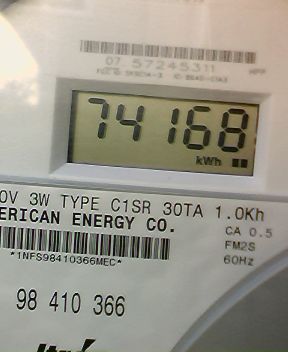 07 57245311
74168
kWh
0V 3W TYPE C1SR 30TA 1.0Kh
ERICAN ENERGY CO.
CA 0.5
FM2S
60Hz
*1NFS98410366MEC*
98 410 366